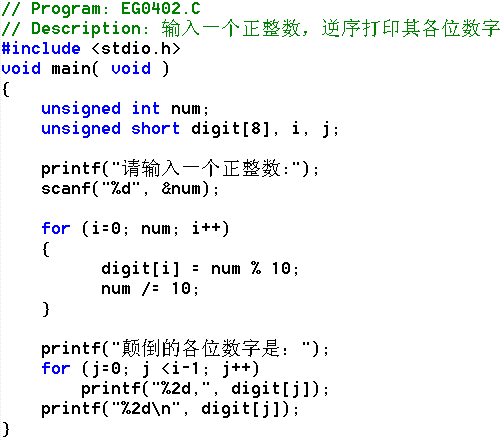 // Program: EG0402.C
// Description: 输入一个正整数，逆序打印其各位数字
#include <stdio.h>
void main( void )
{
unsigned int num;
unsigned short digit[8], i, j;
printf("请输入一个正整数:");
scanf("%d", &num);
for (i=0; num; i++)
{
digit[i] = num % 10;
num /= 10;
}
printf("颠倒的各位数字是：");
for (j=0; j <i-1; j++)
printf("%2d,", digit[j]);
printf("%2d\n", digit[j]);
}